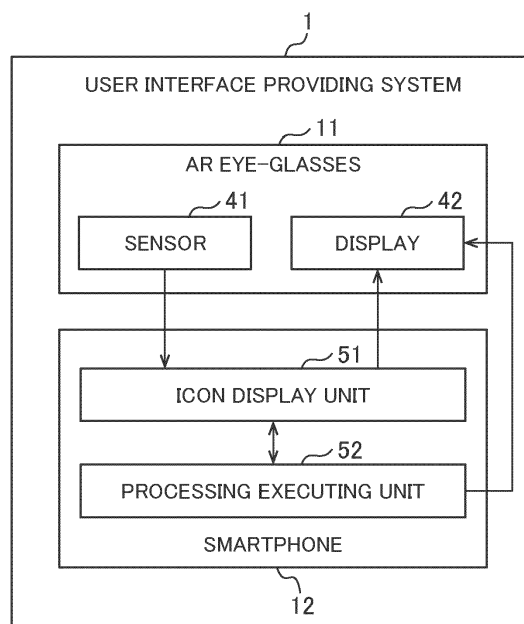 1
USER INTERFACE PROVIDING SYSTEM
11
AR EYE-GLASSES
41
42
SENSOR
DISPLAY
51
ICON DISPLAY UNIT
52
PROCESSING EXECUTING UNIT
SMARTPHONE
12